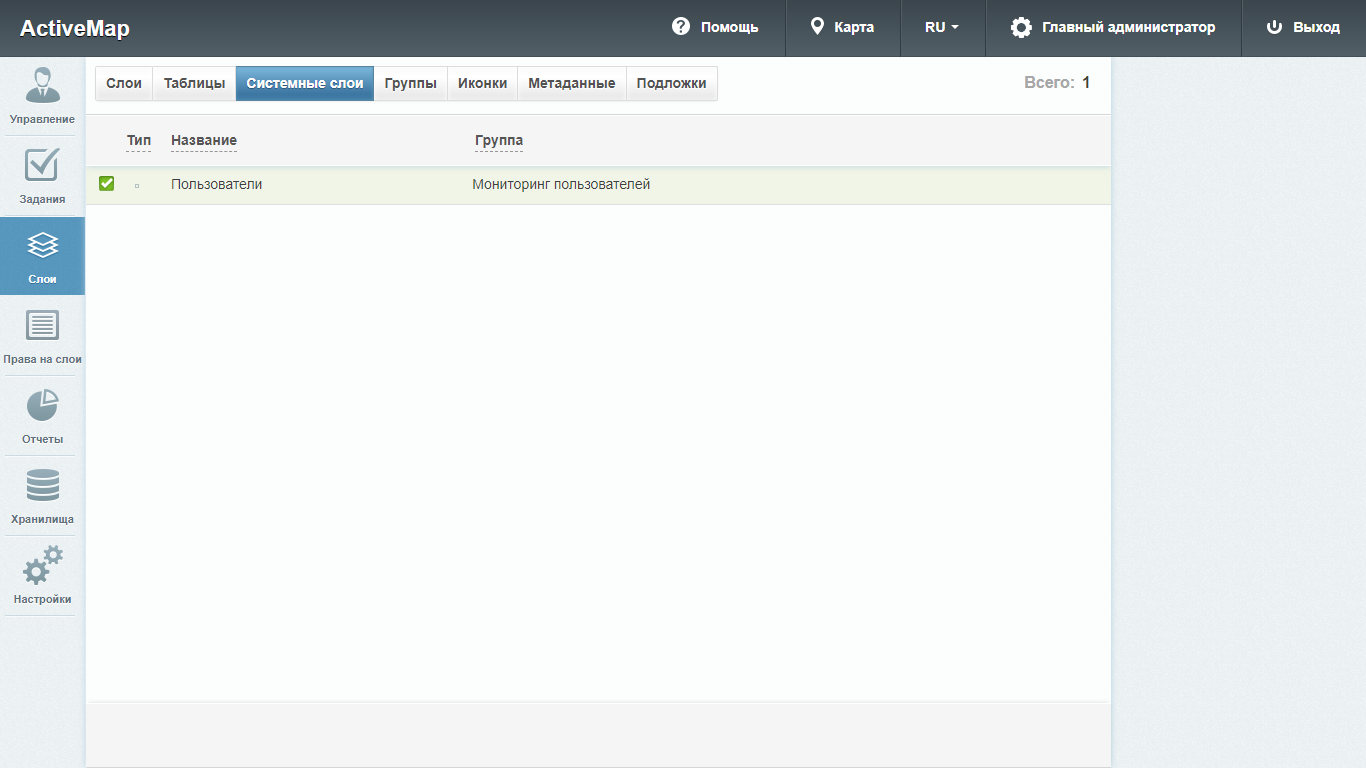 ActiveMap Помощь Карта RU Главный администратор Выход
Слои Таблицы Системные слои Группы Иконки Метаданные Подложки Всего: 1
Управление
Задания
Слои
Права на слои
Отчеты
Хранилища
Настройки
Тип Название Группа
Пользователи Мониторинг пользователей